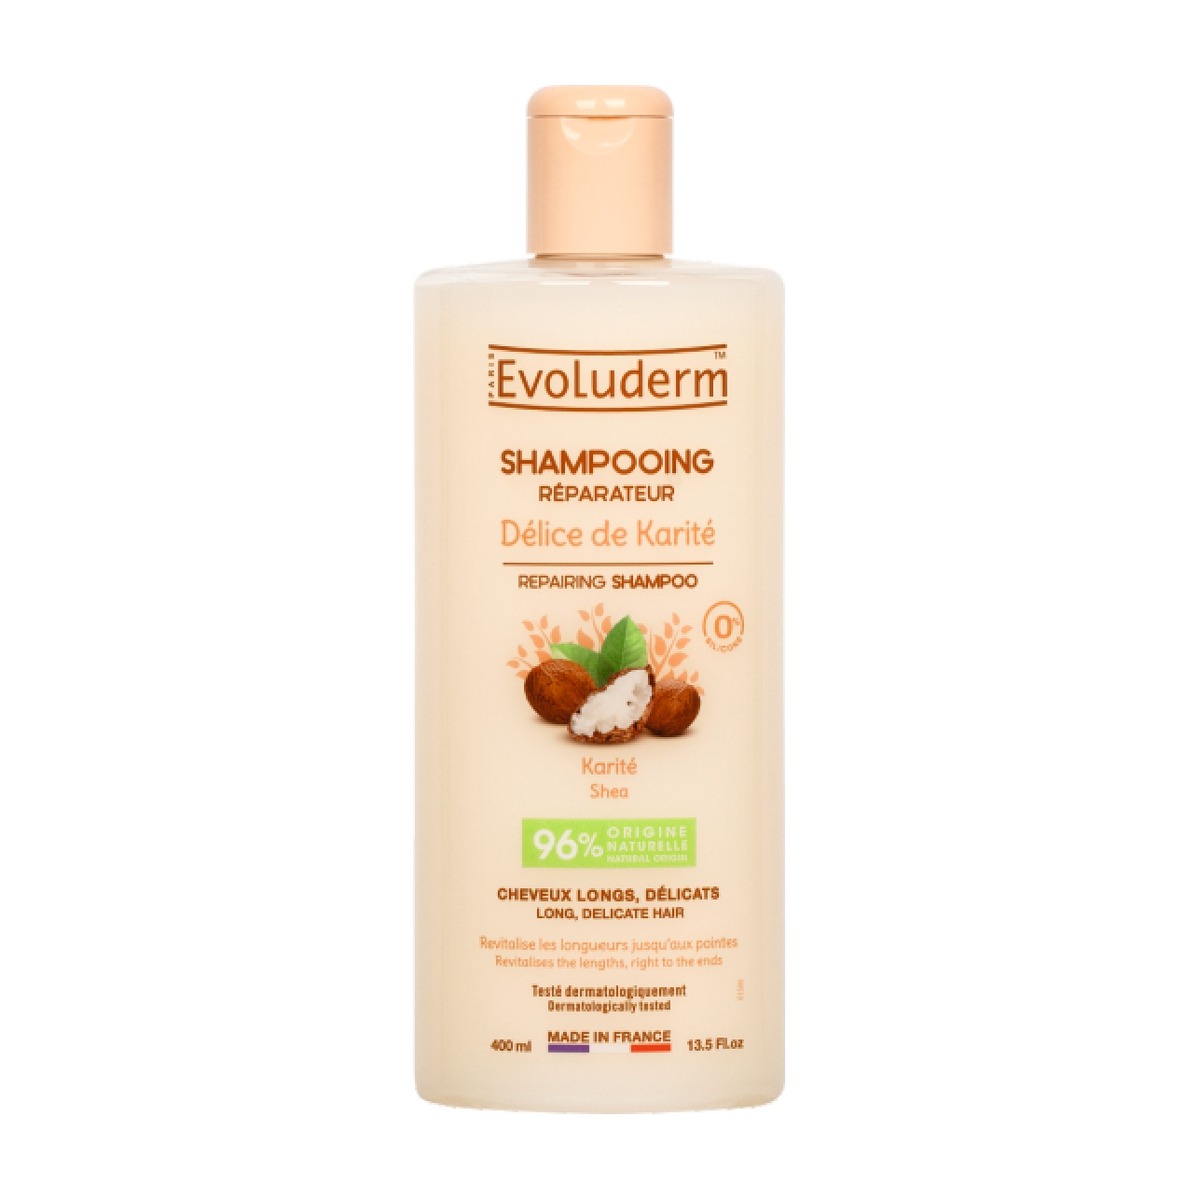 PARIS
Evoluderm™
SHAMPOOING
RÉPARATEUR
Délice de Karité
REPAIRING SHAMPOO
0%
SILICONE
Karité
Shea
96% ORIGINE
NATURELLE
NATURAL ORIGIN
CHEVEUX LONGS, DÉLICATS
LONG, DELICATE HAIR
Revitalise les longueurs jusqu'aux pointes
Revitalises the lengths, right to the ends
Testé dermatologiquement
Dermatologically tested
400 ml MADE IN FRANCE 13.5 Fl.oz